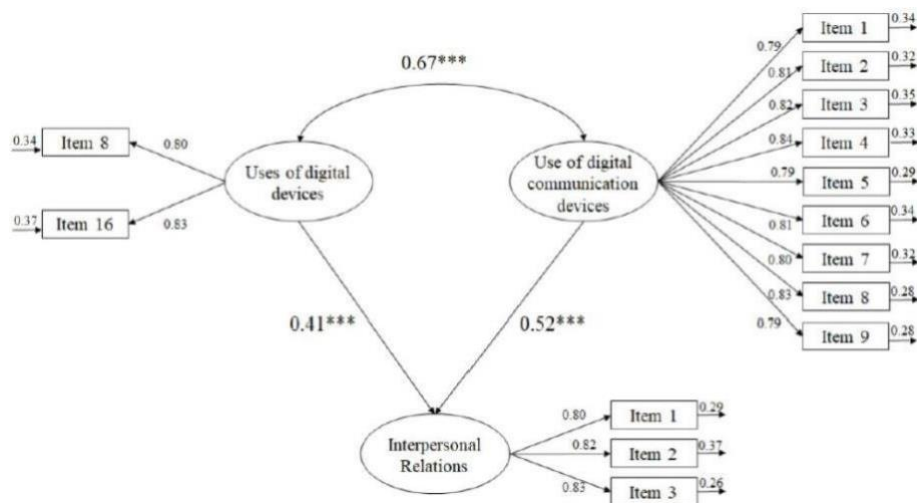 0.67***
0.34
Item 8
0.80
0.37
Item 16
0.83
Uses of digital
devices
Use of digital
communication
devices
0.79
0.81
0.82
0.84
0.79
0.81
0.80
0.83
0.79
Item 1
0.34
Item 2
0.32
Item 3
0.35
Item 4
0.33
Item 5
0.29
Item 6
0.34
Item 7
0.32
Item 8
0.28
Item 9
0.28
0.41***
0.52***
Interpersonal
Relations
0.80
0.82
0.83
Item 1
0.29
Item 2
0.37
Item 3
0.26